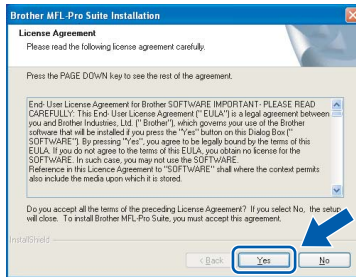 Brother MFL-Pro Suite Installation
License Agreement
Please read the following license agreement carefully.
Press the PAGE DOWN key to see the rest of the agreement.
End- User License Agreement for Brother SOFTWARE IMPORTANT- PLEASE READ
CAREFULLY: This End- User License Agreement (" EULA") is a legal agreement between
you and Brother Industries, Ltd. (" Brother"), which governs your use of the Brother
software that will be installed if you press the "Yes" button on this Dialog Box ("
SOFTWARE"). By pressing "Yes", you agree to be legally bound by the terms of this
EULA. If you do not agree to the terms of this EULA, you obtain no license for the
SOFTWARE. In such case, you may not use the SOFTWARE.
Reference in this Licence Agreement to "SOFTWARE" shall where the context permits
also include the media upon which it is stored.
Do you accept all the terms of the preceding License Agreement? If you select No, the setup
will close. To install Brother MFL-Pro Suite, you must accept this agreement.
InstallShield
< Back
Yes
No